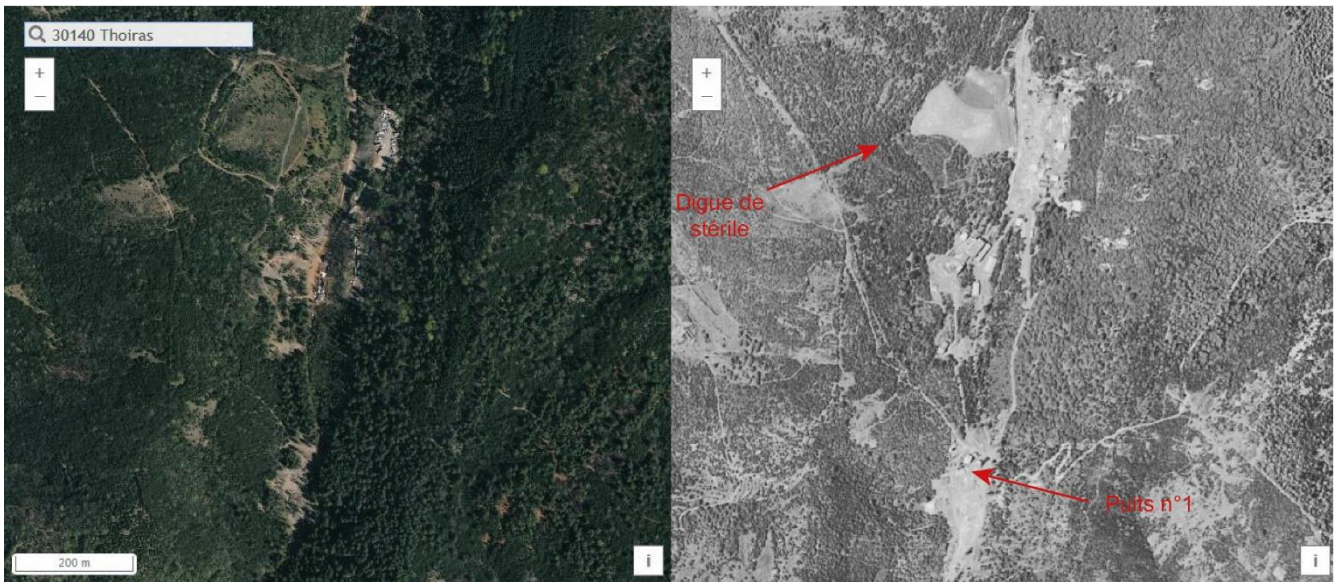 30140 Thoiras
+
−
200 m
i
+
−
Digue de
stérile
Puits n°1
i